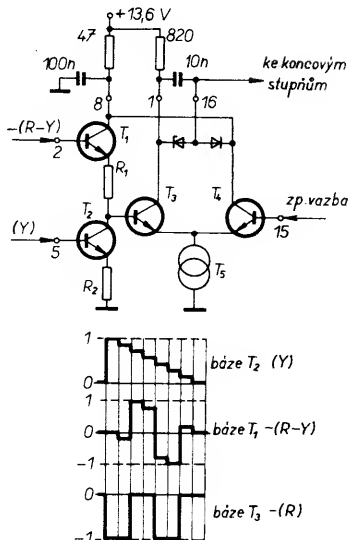 +13,6 V
47
820
100n
10n
ke koncovým
stupňům
8
1
16
-(R-Y)
2
T₁
R₁
T₃
T₄
T₂
(Y)
5
zp. vazba
15
R₂
T₅
1
0
báze T₂ (Y)
1
0
-1
báze T₁ -(R-Y)
0
-1
báze T₃ -(R)